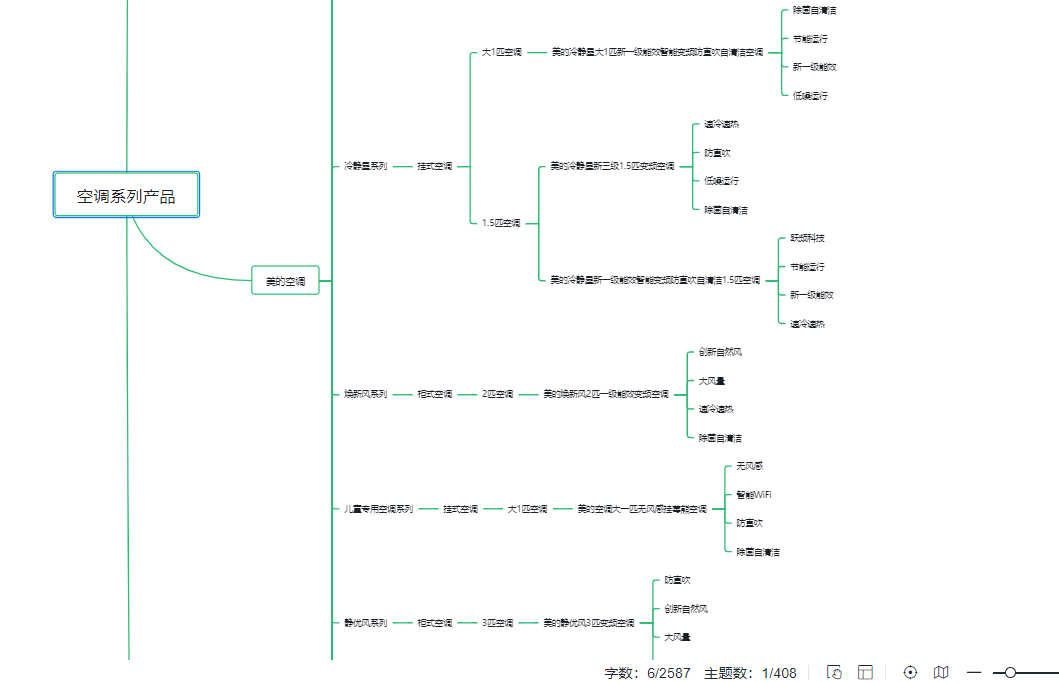 空调系列产品
美的空调
冷静星系列
挂式空调
大1匹空调
美的冷静星大1匹新一级能效智能变频防直吹自清洁空调
除菌自清洁
节能运行
新一级能效
低噪运行
1.5匹空调
美的冷静星新三级1.5匹变频空调
速冷速热
防直吹
低噪运行
除菌自清洁
美的冷静星新一级能效智能变频防直吹自清洁1.5匹空调
跃频科技
节能运行
新一级能效
速冷速热
焕新风系列
柜式空调
2匹空调
美的焕新风2匹一级能效变频空调
创新自然风
大风量
速冷速热
除菌自清洁
儿童专用空调系列
挂式空调
大1匹空调
美的空调大一匹无风感挂莓熊空调
无风感
智能WiFi
防直吹
除菌自清洁
静优风系列
柜式空调
3匹空调
美的静优风3匹变频空调
防直吹
创新自然风
大风量
字数：6/2587 主题数：1/408